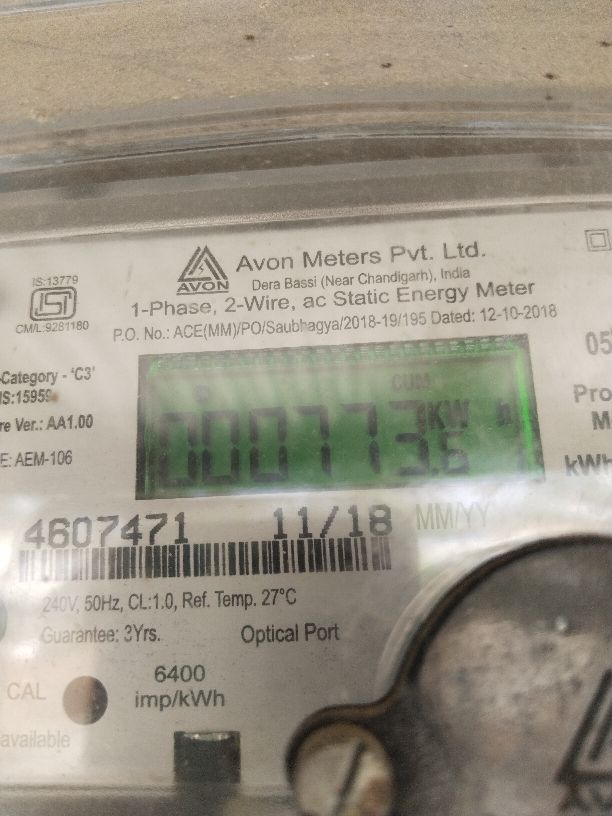 AVON
Avon Meters Pvt. Ltd.
Dera Bassi (Near Chandigarh), India
1-Phase, 2-Wire, ac Static Energy Meter
P.O. No.: ACE(MM)/PO/Saubhagya/2018-19/195 Dated: 12-10-2018
IS:13779
ISI
CM/L:9281180
-Category - 'C3'
IS:15959
re Ver.: AA1.00
E: AEM-106
CUM
000773.6 KW h
05
Pro
M
kWh
4607471 11/18 MM/YY
240V, 50Hz, CL:1.0, Ref. Temp. 27°C
Guarantee: 3Yrs. Optical Port
CAL
6400
imp/kWh
available